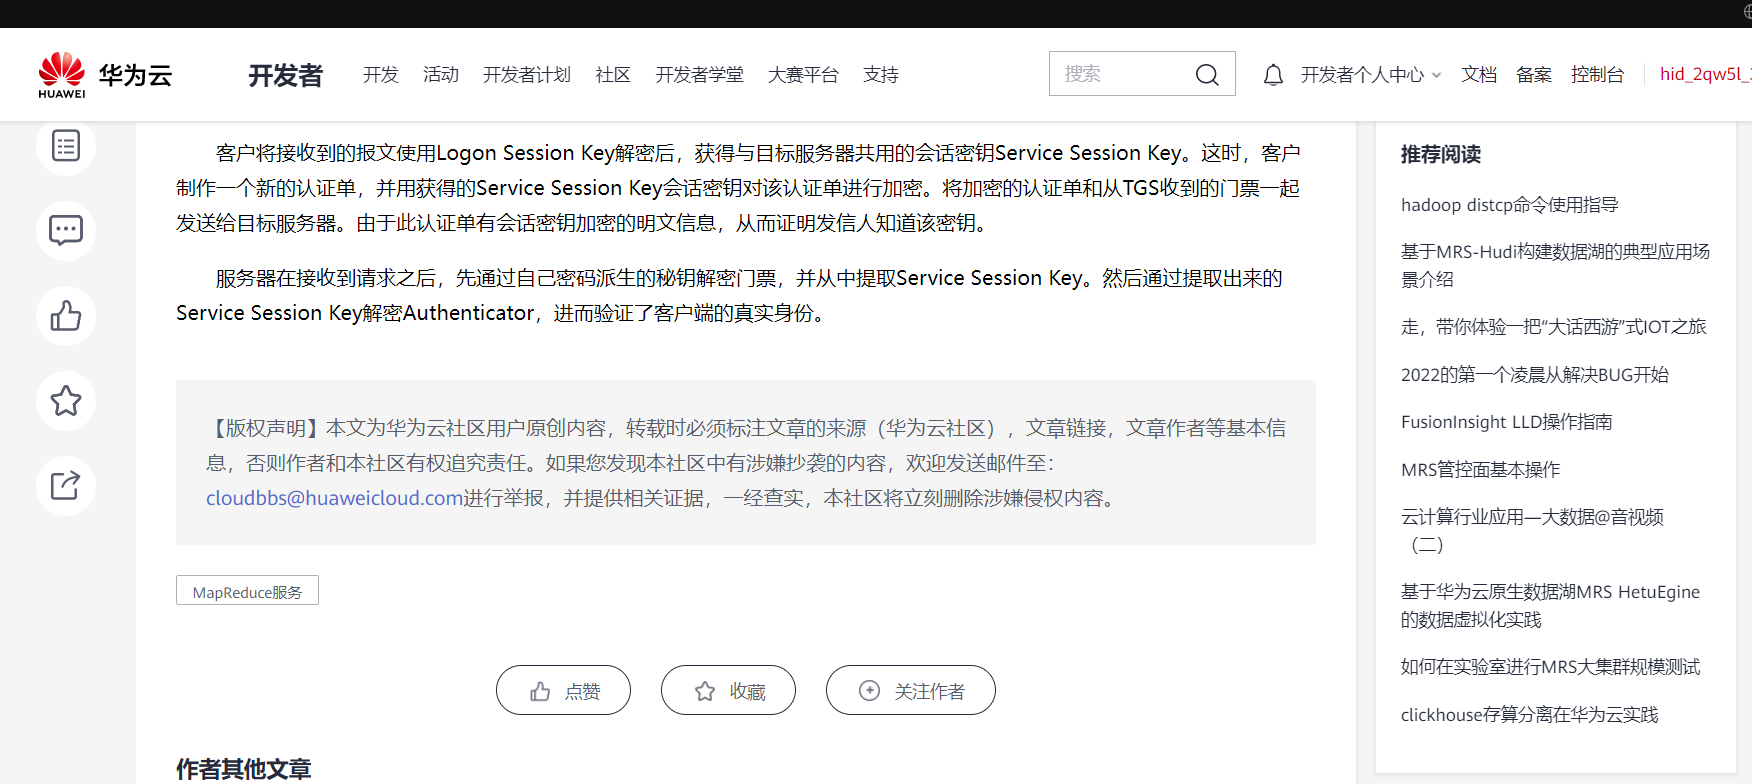 HUAWEI
华为云
开发者
开发
活动
开发者计划
社区
开发者学堂
大赛平台
支持
搜索
开发者个人中心
文档
备案
控制台
客户将接收到的报文使用Logon Session Key解密后，获得与目标服务器共用的会话密钥Service Session Key。这时，客户
制作一个新的认证单，并用获得的Service Session Key会话密钥对该认证单进行加密。将加密的认证单和从TGS收到的门票一起
发送给目标服务器。由于此认证单有会话密钥加密的明文信息，从而证明发信人知道该密钥。
服务器在接收到请求之后，先通过自己密码派生的秘钥解密门票，并从中提取Service Session Key。然后通过提取出来的
Service Session Key解密Authenticator，进而验证了客户端的真实身份。
【版权声明】本文为华为云社区用户原创内容，转载时必须标注文章的来源（华为云社区），文章链接，文章作者等基本信
息，否则作者和本社区有权追究责任。如果您发现本社区中有涉嫌抄袭的内容，欢迎发送邮件至：
cloudbbs@huaweicloud.com进行举报，并提供相关证据，一经查实，本社区将立刻删除涉嫌侵权内容。
MapReduce服务
点赞
收藏
关注作者
作者其他文章
推荐阅读
hadoop distcp命令使用指导
基于MRS-Hudi构建数据湖的典型应用场
景介绍
走，带你体验一把“大话西游”式IOT之旅
2022的第一个凌晨从解决BUG开始
FusionInsight LLD操作指南
MRS管控面基本操作
云计算行业应用—大数据@音视频
（二）
基于华为云原生数据湖MRS HetuEgine
的数据虚拟化实践
如何在实验室进行MRS大集群规模测试
clickhouse存算分离在华为云实践